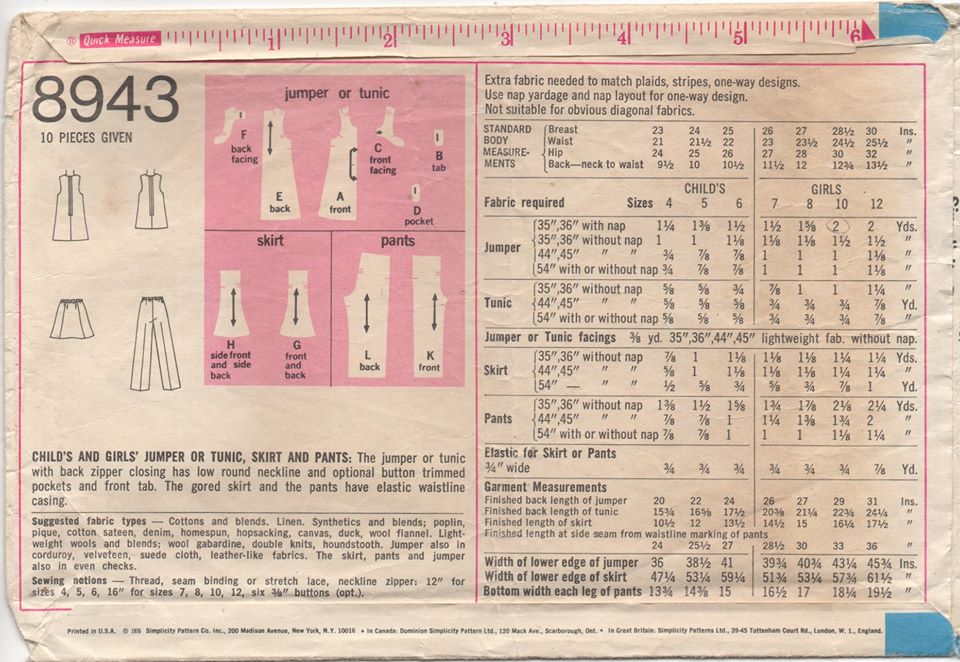 Quick Measure 1 2 3 4 5 6
8943
10 PIECES GIVEN
jumper or tunic
F
back
facing
E
back
A
front
C
front
facing
B
tab
D
pocket
skirt
H
side front
and side
back
G
front
and
back
pants
L
back
K
front
CHILD'S AND GIRLS' JUMPER OR TUNIC, SKIRT AND PANTS: The jumper or tunic
with back zipper closing has low round neckline and optional button trimmed
pockets and front tab. The gored skirt and the pants have elastic waistline
casing.
Suggested fabric types — Cottons and blends. Linen. Synthetics and blends; poplin,
pique, cotton sateen, denim, homespun, hopsacking, canvas, duck, wool flannel. Light-
weight wools and blends; wool gabardine, double knits, houndstooth. Jumper also in
corduroy, velveteen, suede cloth, leather-like fabrics. The skirt, pants and jumper
also in even checks.
Sewing notions — Thread, seam binding or stretch lace, neckline zipper: 12" for
sizes 4, 5, 6, 16" for sizes 7, 8, 10, 12, six ⅜" buttons (opt.).
Extra fabric needed to match plaids, stripes, one-way designs.
Use nap yardage and nap layout for one-way design.
Not suitable for obvious diagonal fabrics.
STANDARD BODY MEASURE- MENTS
Breast 23 24 25 26 27 28½ 30 Ins.
Waist 21 21½ 22 23 23½ 24½ 25½ "
Hip 24 25 26 27 28 30 32 "
Back—neck to waist 9½ 10 10½ 11½ 12 12¾ 13½ "
CHILD'S GIRLS
Fabric required Sizes 4 5 6 7 8 10 12
Jumper
35",36" with nap 1¼ 1⅜ 1½ 1½ 1⅝ 2 2 Yds.
35",36" without nap 1 1 1⅛ 1⅛ 1⅛ 1½ 1½ "
44",45" " " ¾ ⅞ ⅞ 1 1 1 1⅛ "
54" with or without nap ¾ ⅞ ⅞ 1 1 1 1⅛ "
Tunic
35",36" without nap ⅝ ⅝ ¾ ⅞ 1 1 1¼ "
44",45" " " ⅝ ⅝ ⅝ ¾ ¾ ¾ ⅞ Yd.
54" with or without nap ⅝ ⅝ ⅝ ¾ ¾ ¾ ⅞ "
Jumper or Tunic facings ⅜ yd. 35",36",44",45" lightweight fab. without nap.
Skirt
35",36" without nap ⅞ 1 1⅛ 1⅛ 1⅛ 1¼ 1¼ Yds.
44",45" " " ⅝ 1 1⅛ 1⅛ 1⅛ 1¼ 1¼ "
54" — " " ½ ⅝ ¾ ⅝ ¾ ⅞ 1 Yd.
Pants
35",36" without nap 1⅜ 1½ 1⅝ 1¾ 1⅞ 2⅛ 2¼ Yds.
44",45" " " ⅞ ⅞ 1 1¼ 1⅜ 1¾ 2 "
54" with or without nap ⅞ ⅞ 1 1 1 1⅛ 1¼ "
Elastic for Skirt or Pants
¾" wide ¾ ¾ ¾ ¾ ¾ ¾ ⅞ Yd.
Garment Measurements
Finished back length of jumper 20 22 24 26 27 29 31 Ins.
Finished back length of tunic 15¾ 16⅝ 17½ 20⅜ 21¼ 22¾ 24¼ "
Finished length of skirt 10½ 12 13½ 14½ 15 16¼ 17½ "
Finished length at side seam from waistline marking of pants
24 25½ 27 28½ 30 33 36 "
Width of lower edge of jumper 36 38½ 41 39¾ 40¾ 43¼ 45¾ Ins.
Width of lower edge of skirt 47¼ 53¼ 59¼ 51¾ 53¼ 57¾ 61½ "
Bottom width each leg of pants 13¾ 14⅜ 15 16½ 17 18¼ 19½ "
Printed in U.S.A. © 1970 Simplicity Pattern Co. Inc., 200 Madison Avenue, New York, N.Y. 10016 • In Canada: Dominion Simplicity Pattern Ltd., 120 Mack Ave., Scarborough, Ont. • In Great Britain: Simplicity Patterns Ltd., 39-45 Tottenham Court Rd., London, W. 1., England.